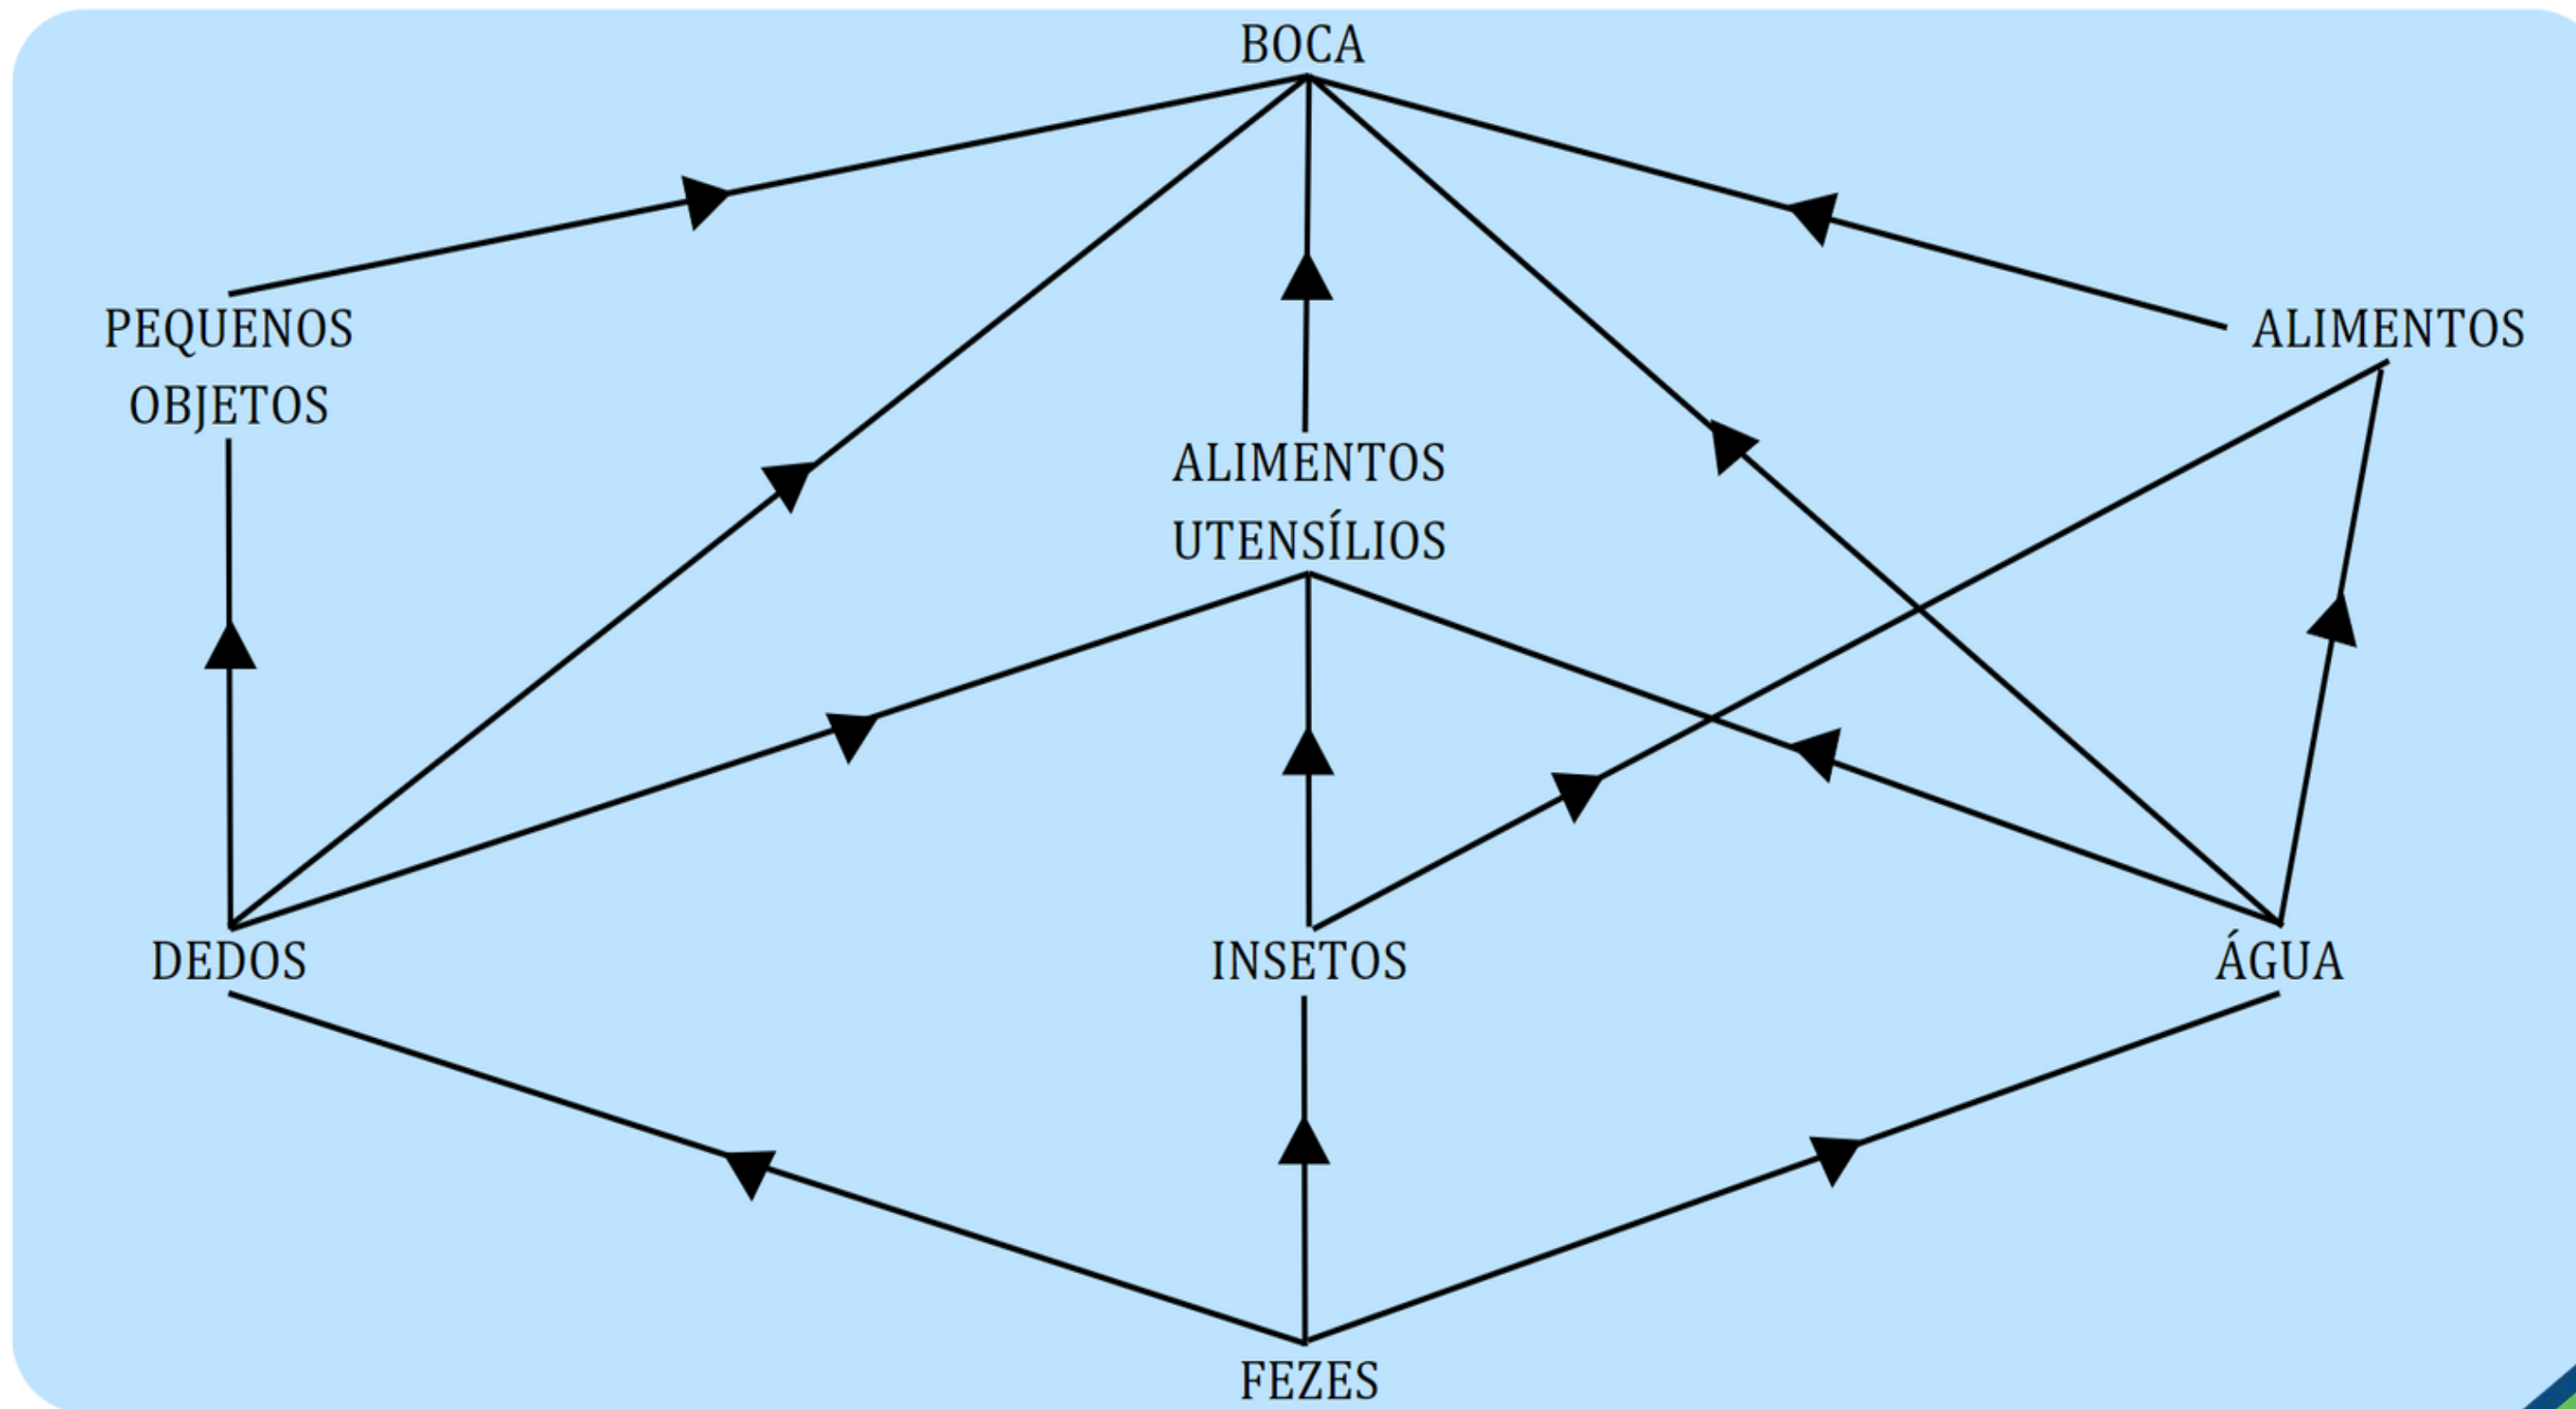 BOCA
PEQUENOS
OBJETOS
ALIMENTOS
ALIMENTOS
UTENSÍLIOS
DEDOS
INSETOS
ÁGUA
FEZES